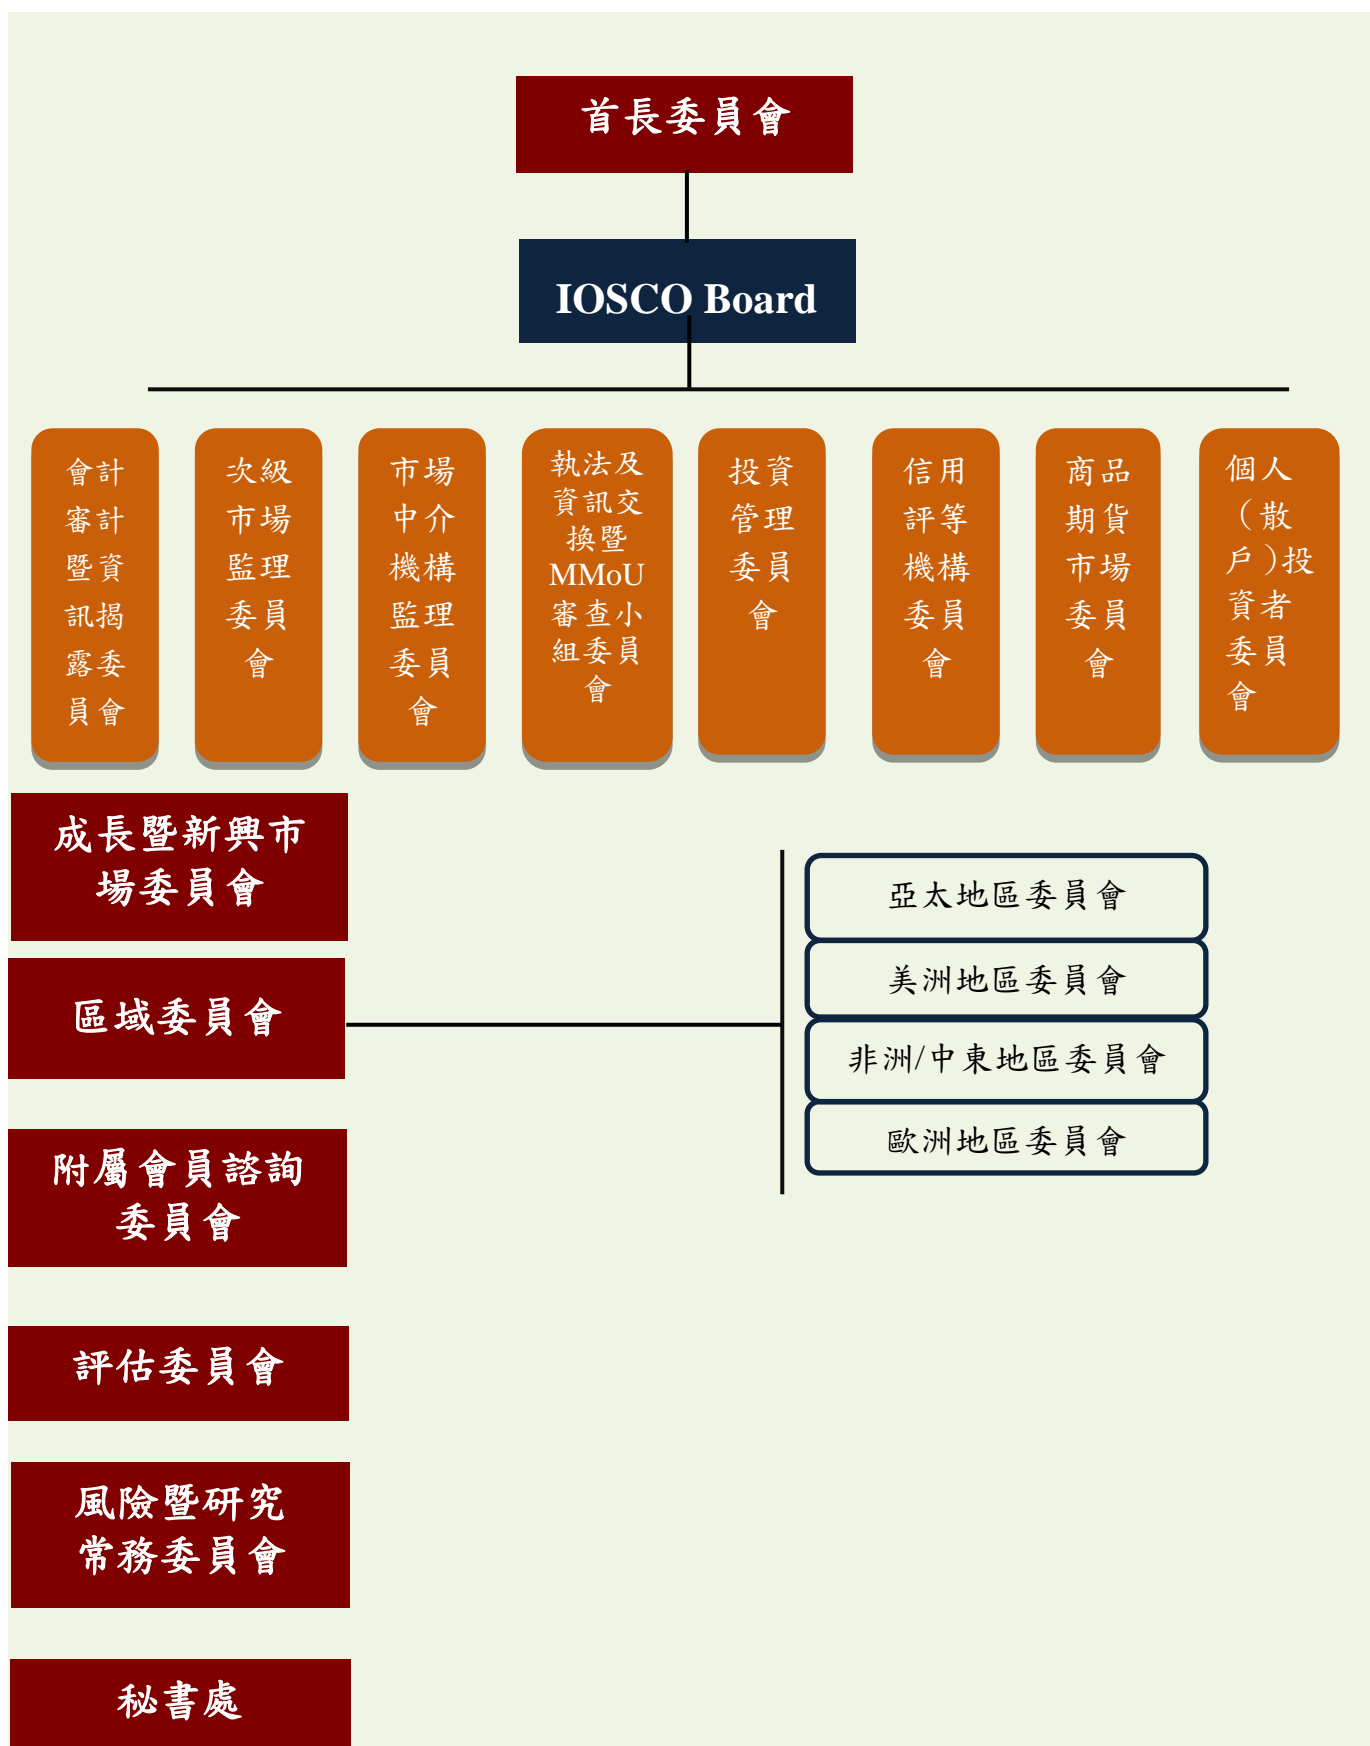 首長委員會
IOSCO Board
會計
審計
暨資
訊揭
露委
員會
次級
市場
監理
委員
會
市場
中介
機構
監理
委員
會
執法及
資訊交
換暨
MMoU
審查小
組委員
會
投資
管理
委員
會
信用
評等
機構
委員
會
商品
期貨
市場
委員
會
個人
（散
戶）投
資者
委員
會
成長暨新興市
場委員會
區域委員會
亞太地區委員會
美洲地區委員會
非洲/中東地區委員會
歐洲地區委員會
附屬會員諮詢
委員會
評估委員會
風險暨研究
常務委員會
秘書處